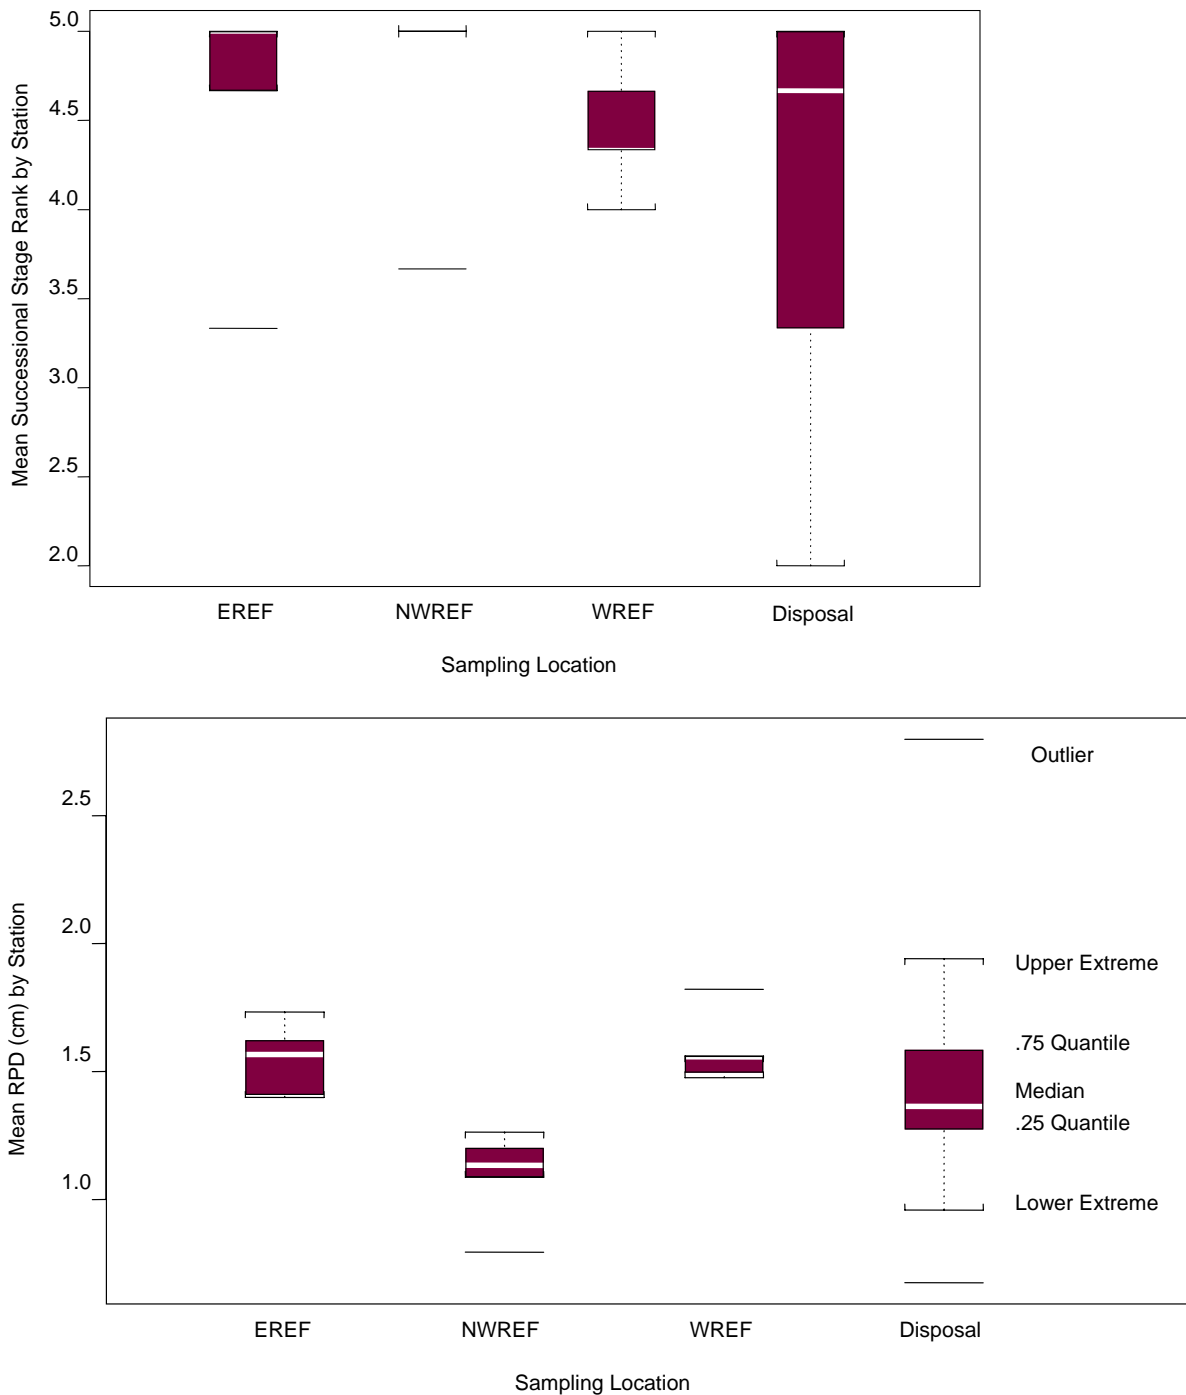 Mean Successional Stage Rank by Station
5.0
4.5
4.0
3.5
3.0
2.5
2.0
EREF NWREF WREF Disposal
Sampling Location
Mean RPD (cm) by Station
2.5
2.0
1.5
1.0
Outlier
Upper Extreme
.75 Quantile
Median
.25 Quantile
Lower Extreme
EREF NWREF WREF Disposal
Sampling Location